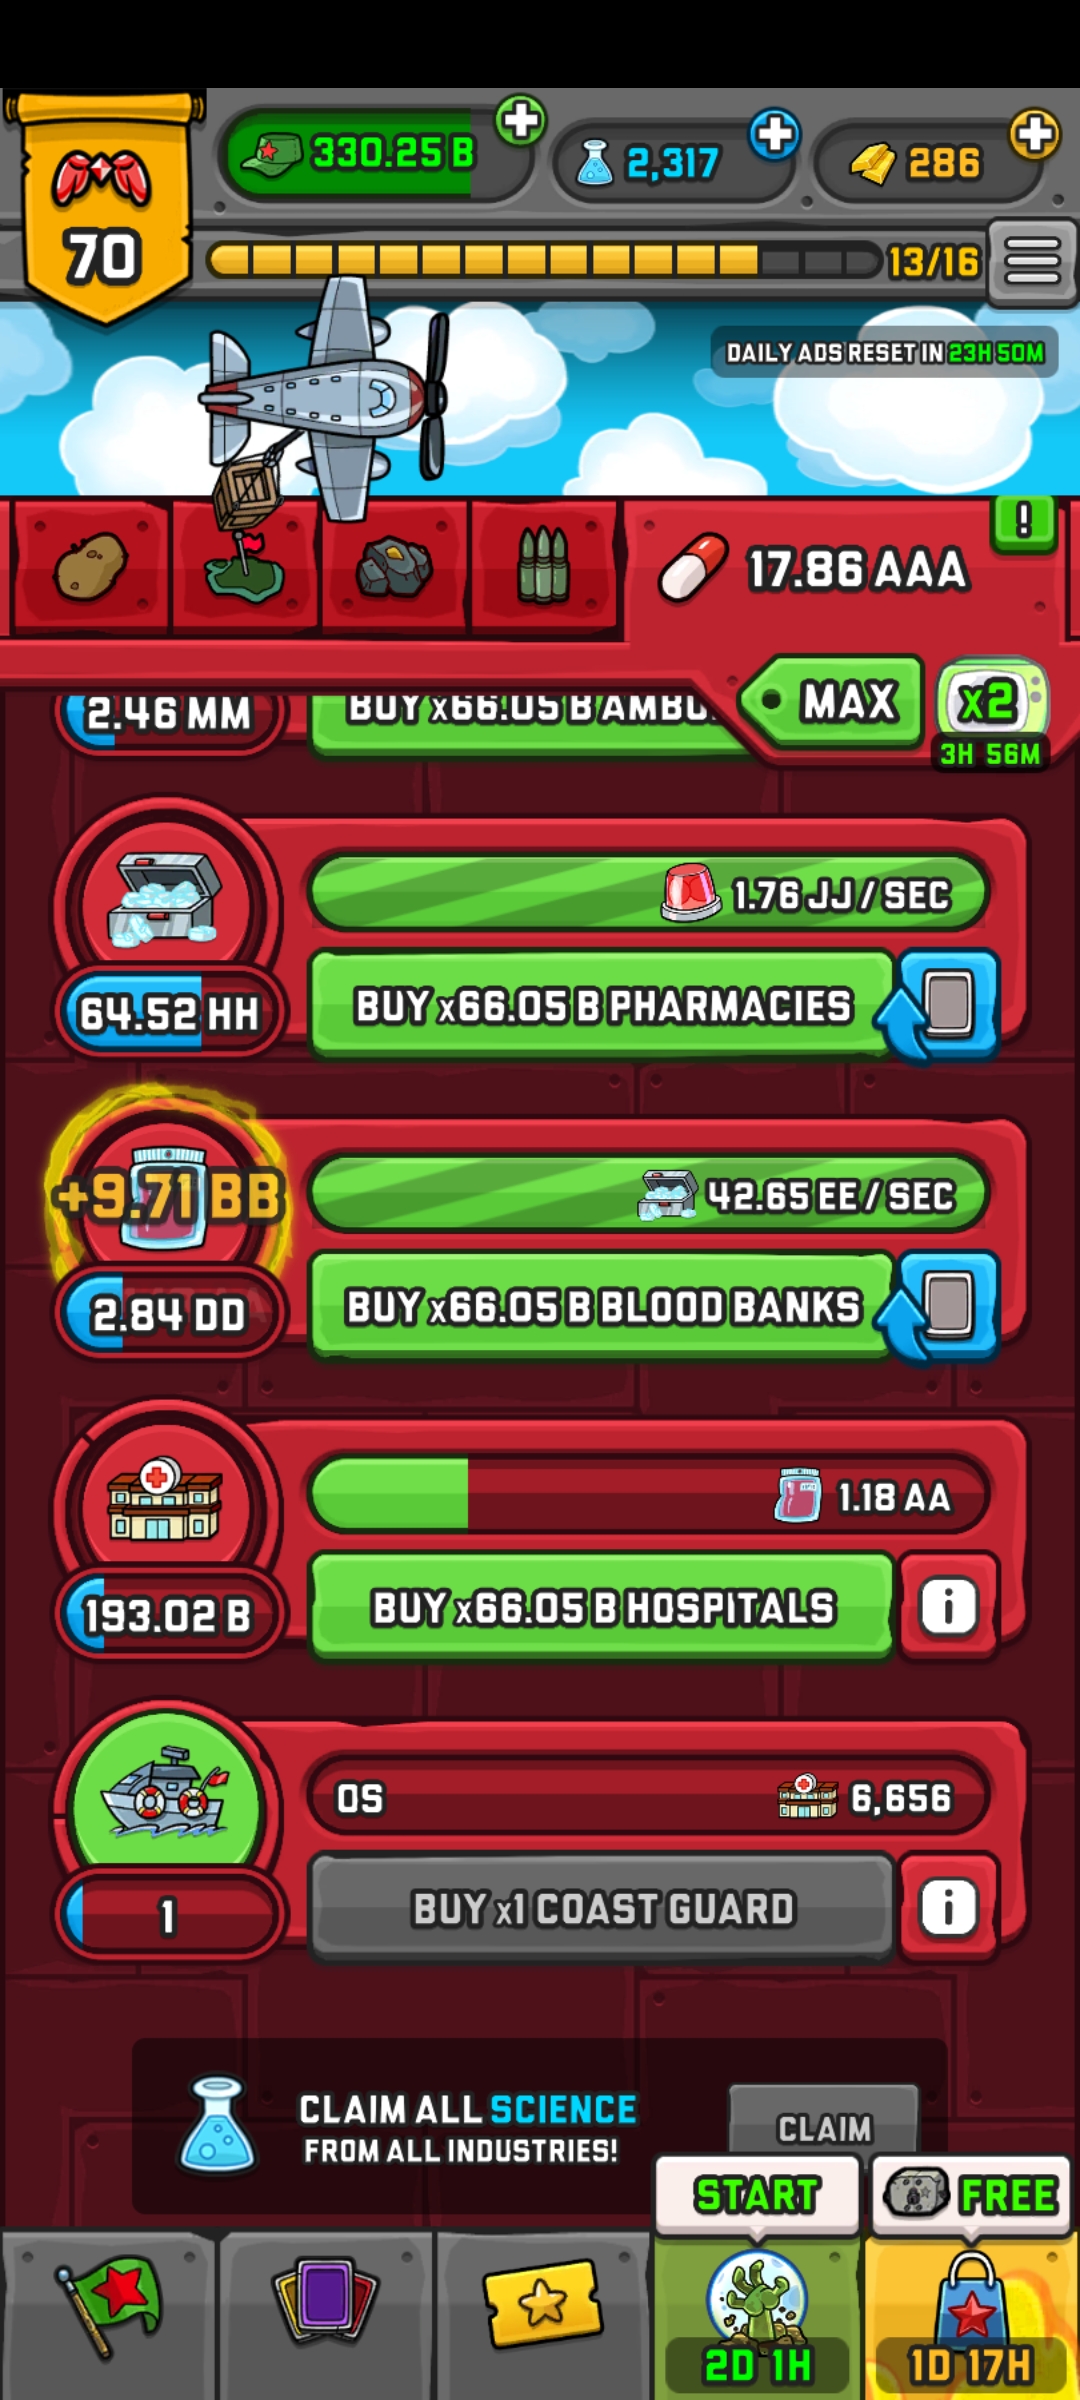 330.25 B
2,317
286
70
13/16
DAILY ADS RESET IN 23H 50M
!
17.86 AAA
MAX
x2
3H 56M
2.46 MM
BUY x66.05 B AMBU
1.76 JJ / SEC
64.52 HH
BUY x66.05 B PHARMACIES
+9.71 BB
42.65 EE / SEC
2.84 DD
BUY x66.05 B BLOOD BANKS
1.18 AA
193.02 B
BUY x66.05 B HOSPITALS
i
0S
6,656
1
BUY x1 COAST GUARD
i
CLAIM ALL SCIENCE
FROM ALL INDUSTRIES!
CLAIM
START
FREE
2D 1H
1D 17H